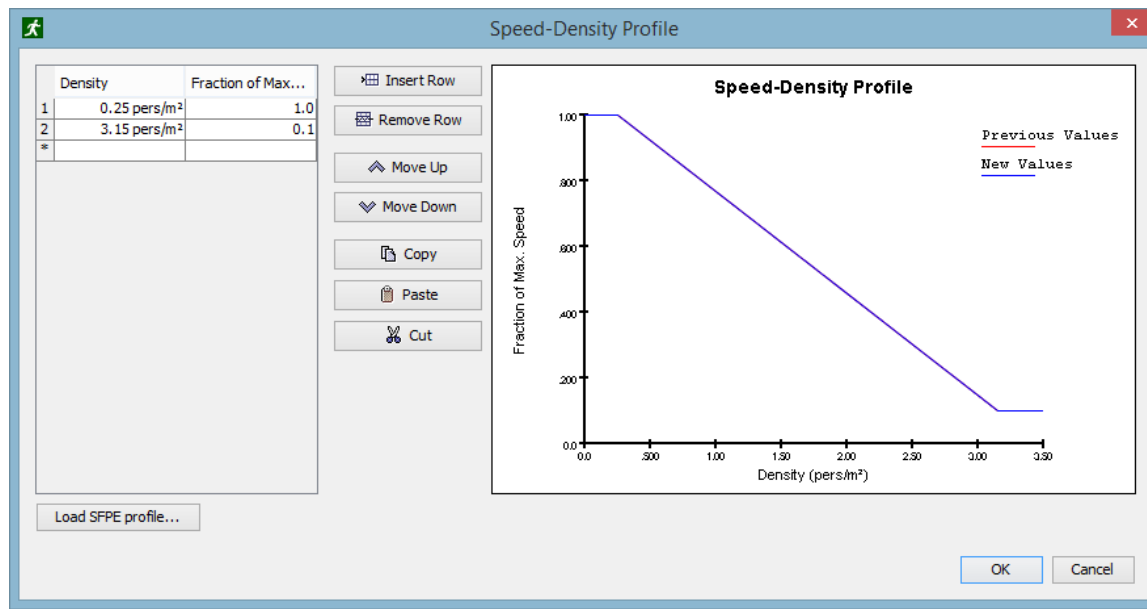 Speed-Density Profile
Density Fraction of Max...
1 0.25 pers/m² 1.0
2 3.15 pers/m² 0.1
*
Insert Row
Remove Row
Move Up
Move Down
Copy
Paste
Cut
Load SFPE profile...
Speed-Density Profile
Previous Values
New Values
Fraction of Max. Speed
1.00
.800
.600
.400
.200
0.0
0.0 .500 1.00 1.50 2.00 2.50 3.00 3.50
Density (pers/m²)
OK Cancel